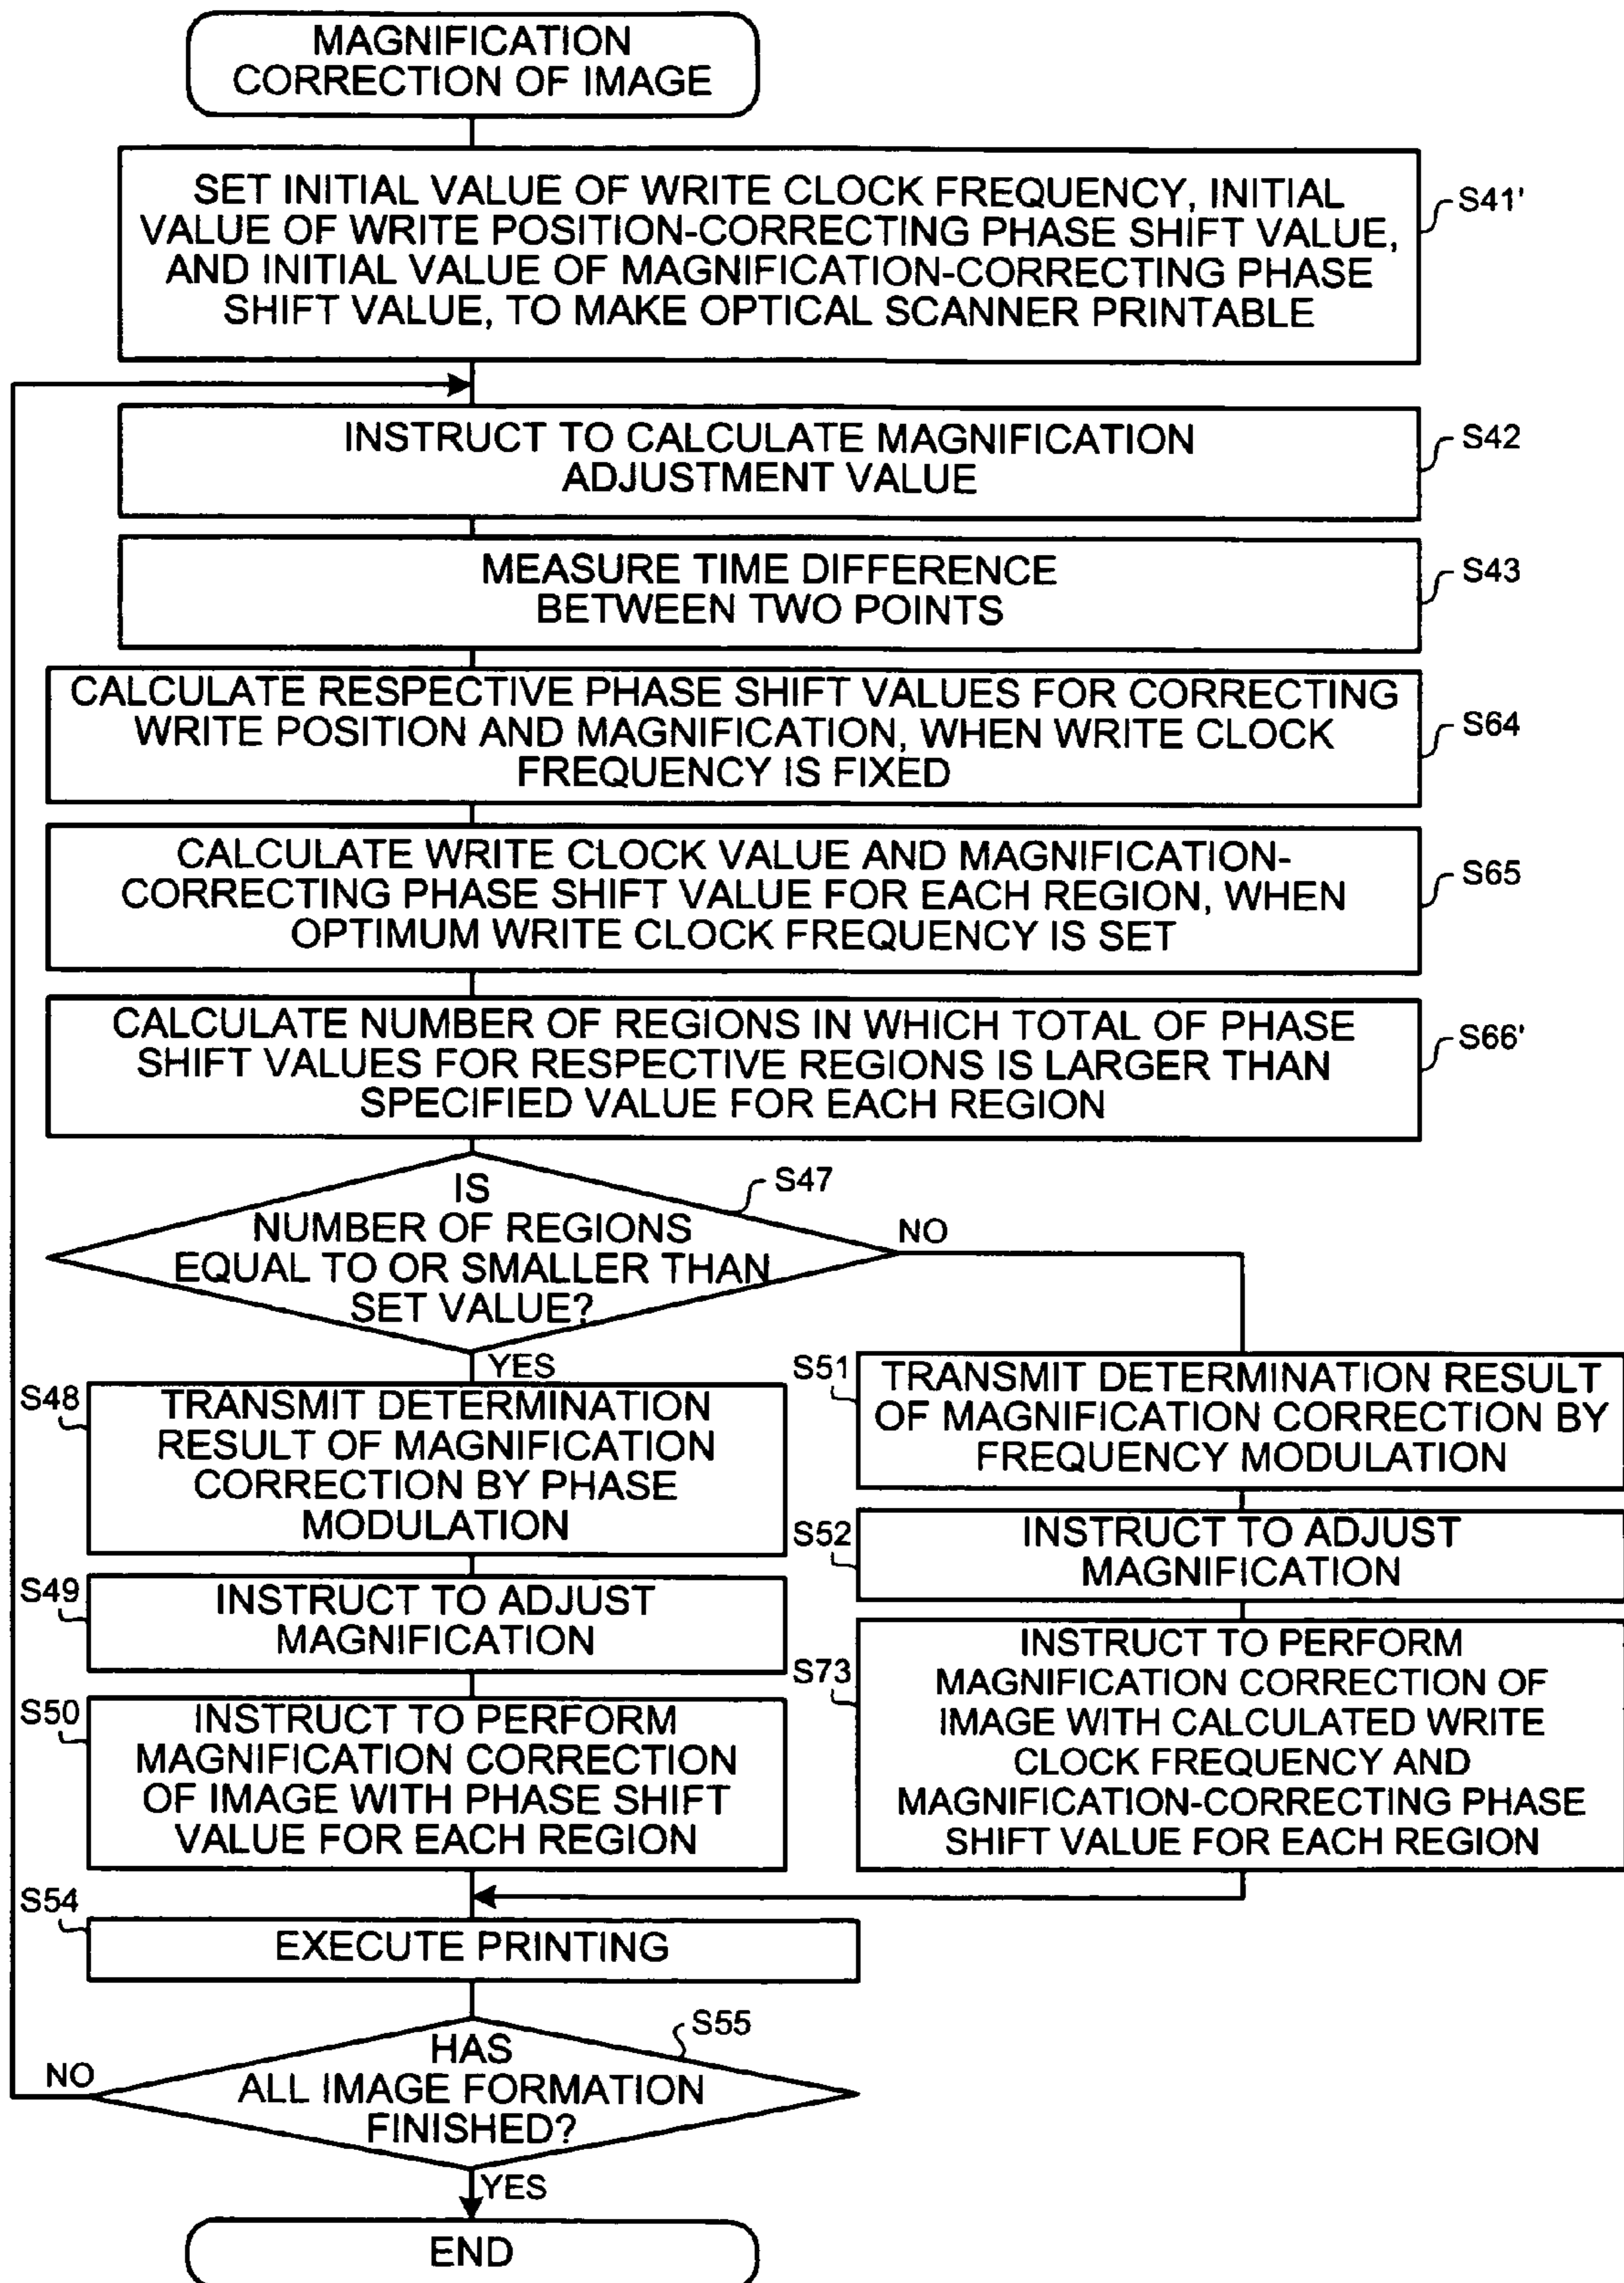 MAGNIFICATION
CORRECTION OF IMAGE
SET INITIAL VALUE OF WRITE CLOCK FREQUENCY, INITIAL
VALUE OF WRITE POSITION-CORRECTING PHASE SHIFT VALUE,
AND INITIAL VALUE OF MAGNIFICATION-CORRECTING PHASE
SHIFT VALUE, TO MAKE OPTICAL SCANNER PRINTABLE
S41'
INSTRUCT TO CALCULATE MAGNIFICATION
ADJUSTMENT VALUE
S42
MEASURE TIME DIFFERENCE
BETWEEN TWO POINTS
S43
CALCULATE RESPECTIVE PHASE SHIFT VALUES FOR CORRECTING
WRITE POSITION AND MAGNIFICATION, WHEN WRITE CLOCK
FREQUENCY IS FIXED
S64
CALCULATE WRITE CLOCK VALUE AND MAGNIFICATION-
CORRECTING PHASE SHIFT VALUE FOR EACH REGION, WHEN
OPTIMUM WRITE CLOCK FREQUENCY IS SET
S65
CALCULATE NUMBER OF REGIONS IN WHICH TOTAL OF PHASE
SHIFT VALUES FOR RESPECTIVE REGIONS IS LARGER THAN
SPECIFIED VALUE FOR EACH REGION
S66'
IS
NUMBER OF REGIONS
EQUAL TO OR SMALLER THAN
SET VALUE?
S47
NO
YES
S48
TRANSMIT DETERMINATION
RESULT OF MAGNIFICATION
CORRECTION BY PHASE
MODULATION
S49
INSTRUCT TO ADJUST
MAGNIFICATION
S50
INSTRUCT TO PERFORM
MAGNIFICATION CORRECTION
OF IMAGE WITH PHASE SHIFT
VALUE FOR EACH REGION
S51
TRANSMIT DETERMINATION RESULT
OF MAGNIFICATION CORRECTION BY
FREQUENCY MODULATION
S52
INSTRUCT TO ADJUST
MAGNIFICATION
S73
INSTRUCT TO PERFORM
MAGNIFICATION CORRECTION OF
IMAGE WITH CALCULATED WRITE
CLOCK FREQUENCY AND
MAGNIFICATION-CORRECTING PHASE
SHIFT VALUE FOR EACH REGION
S54
EXECUTE PRINTING
S55
HAS
ALL IMAGE FORMATION
FINISHED?
NO
YES
END